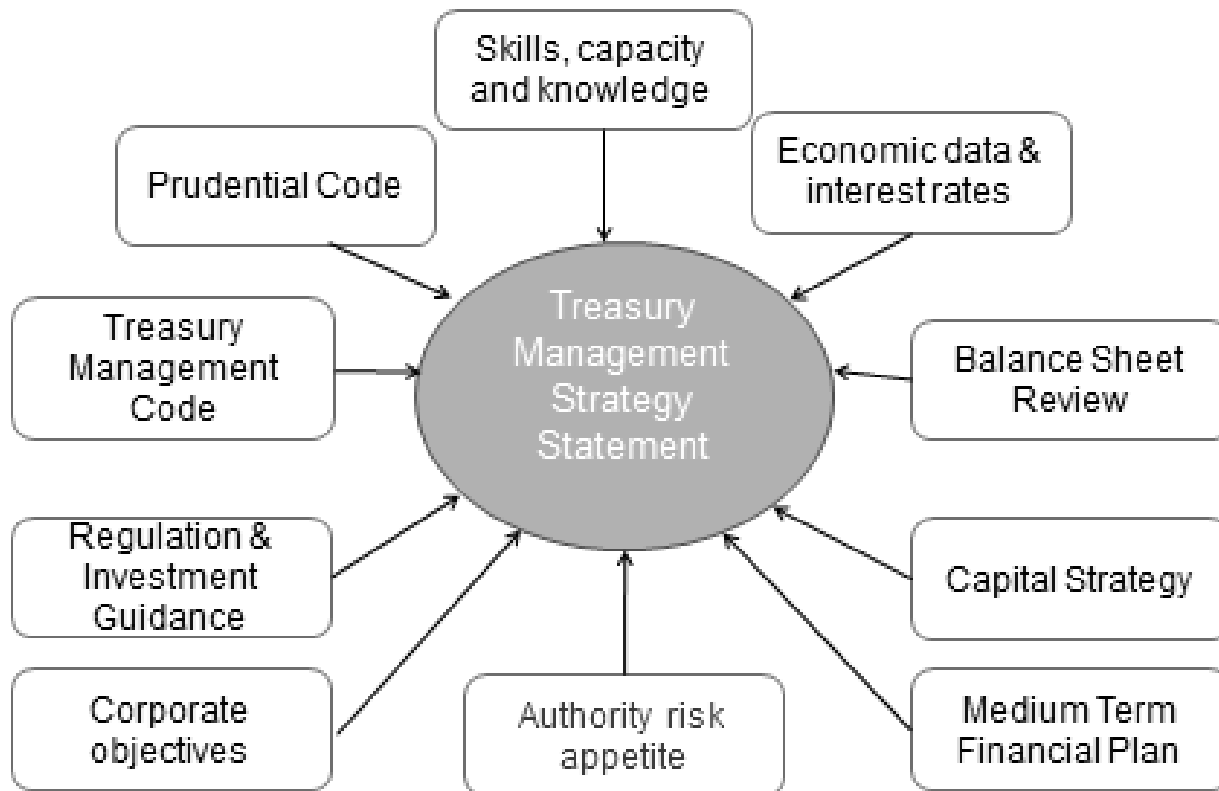 Skills, capacity
and knowledge
Economic data &
interest rates
Prudential Code
Treasury
Management
Strategy
Statement
Treasury
Management
Code
Balance Sheet
Review
Regulation &
Investment
Guidance
Capital Strategy
Corporate
objectives
Authority risk
appetite
Medium Term
Financial Plan